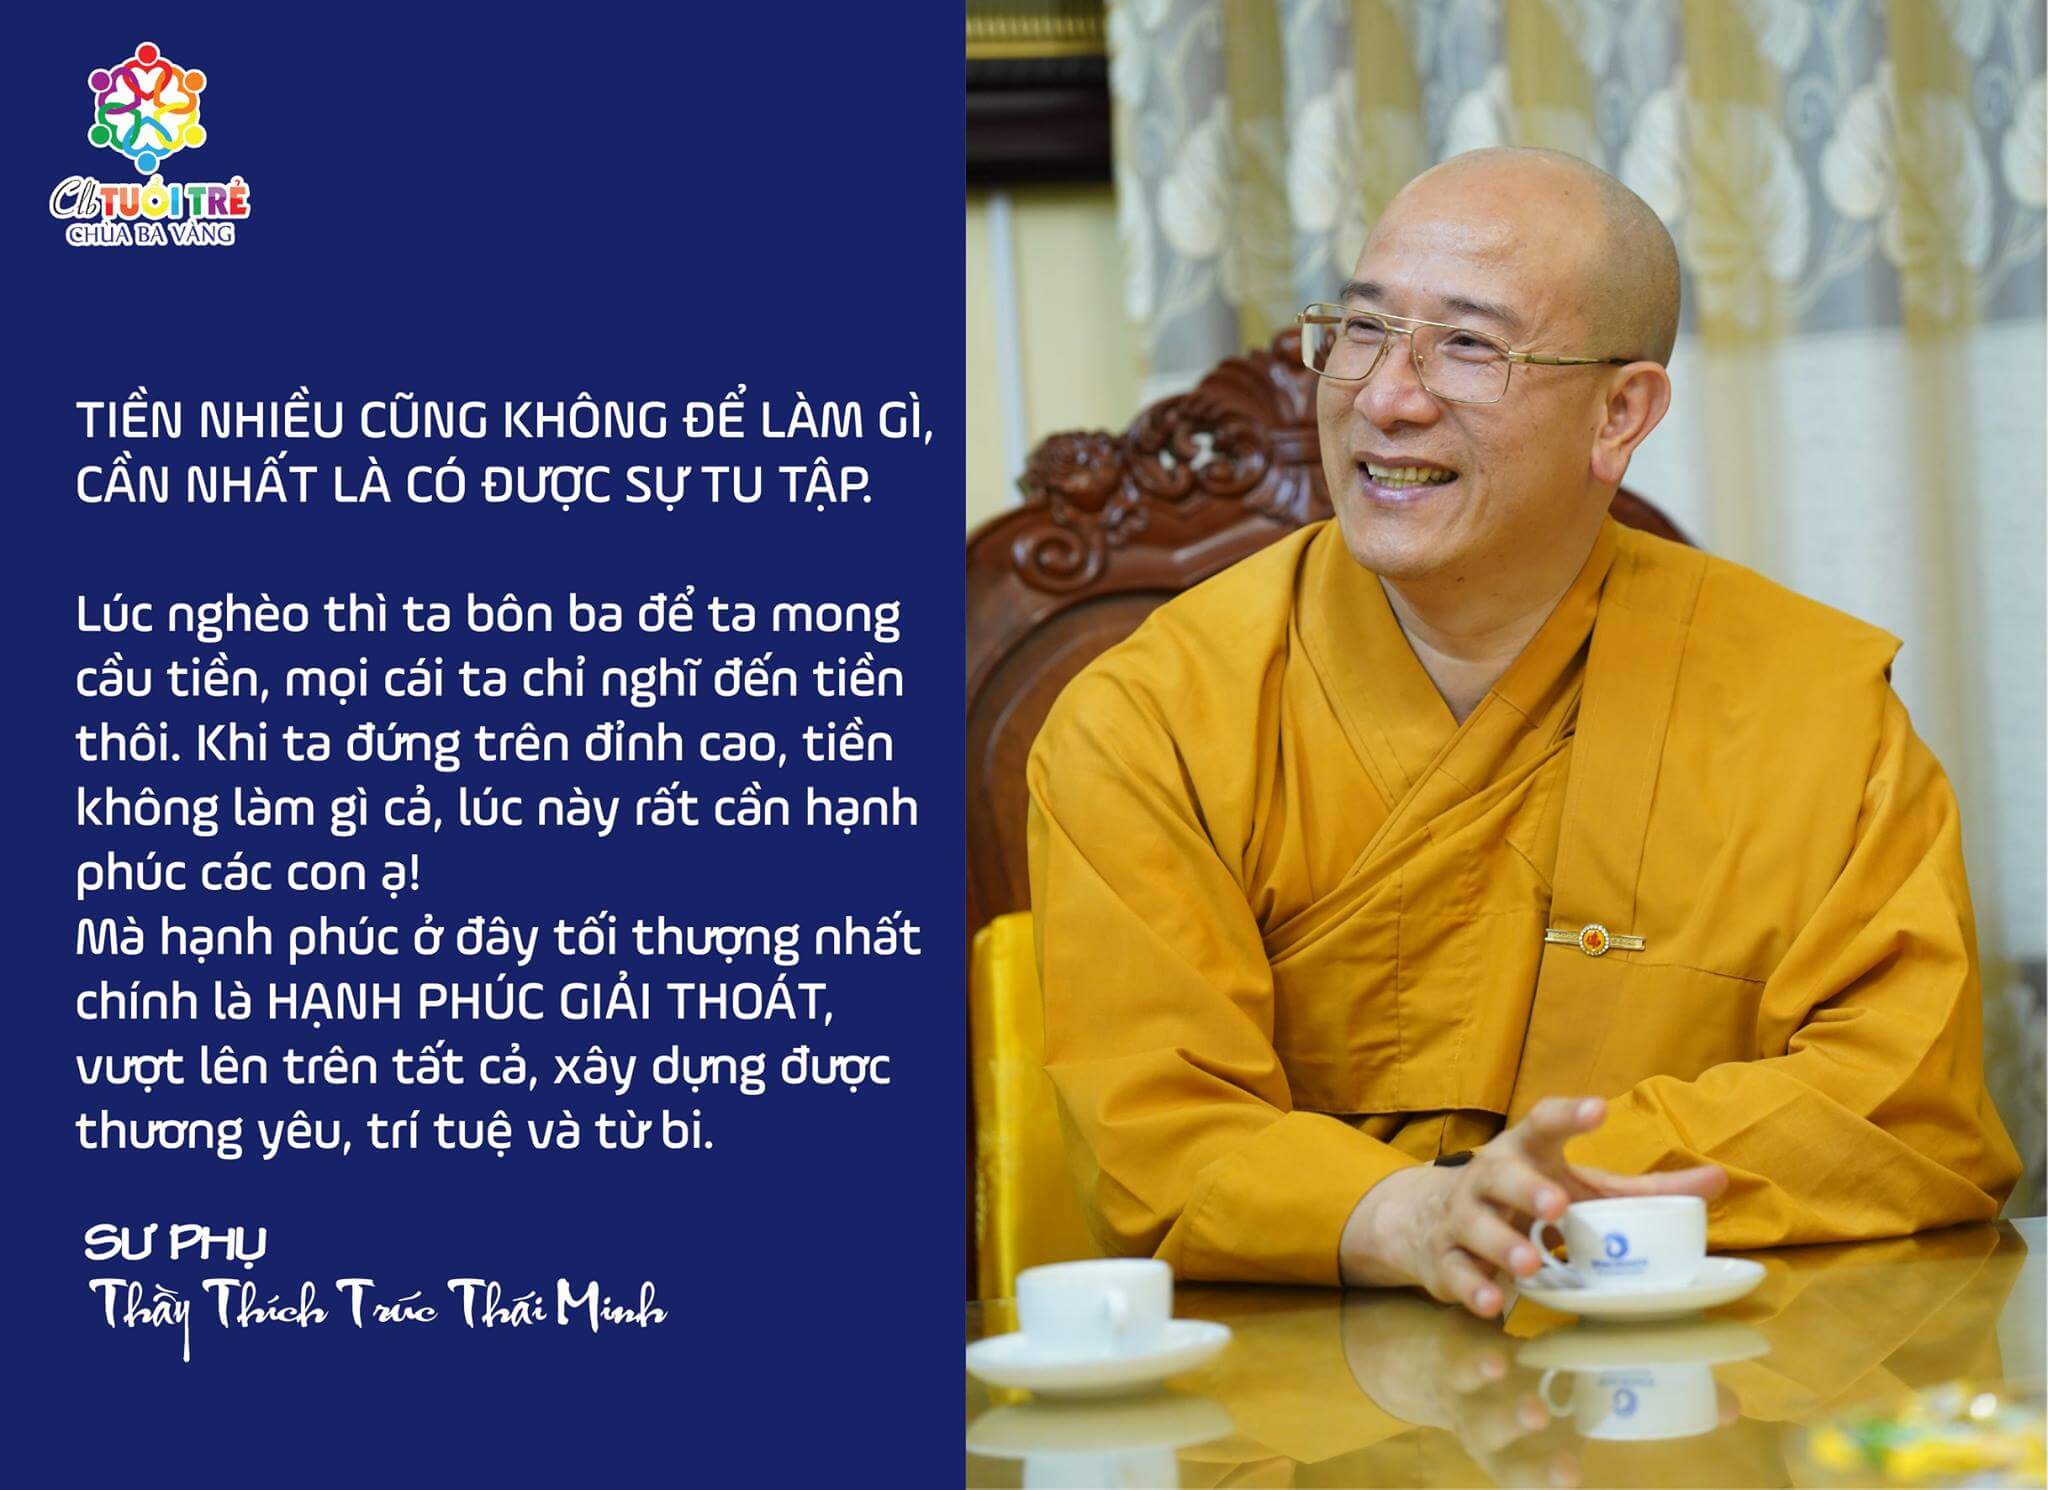 Clb TUỔI TRẺ
CHÙA BA VÀNG
TIỀN NHIỀU CŨNG KHÔNG ĐỂ LÀM GÌ,
CẦN NHẤT LÀ CÓ ĐƯỢC SỰ TU TẬP.
Lúc nghèo thì ta bôn ba để ta mong
cầu tiền, mọi cái ta chỉ nghĩ đến tiền
thôi. Khi ta đứng trên đỉnh cao, tiền
không làm gì cả, lúc này rất cần hạnh
phúc các con ạ!
Mà hạnh phúc ở đây tối thượng nhất
chính là HẠNH PHÚC GIẢI THOÁT,
vượt lên trên tất cả, xây dựng được
thương yêu, trí tuệ và từ bi.
SƯ PHỤ
Thầy Thích Trúc Thái Minh